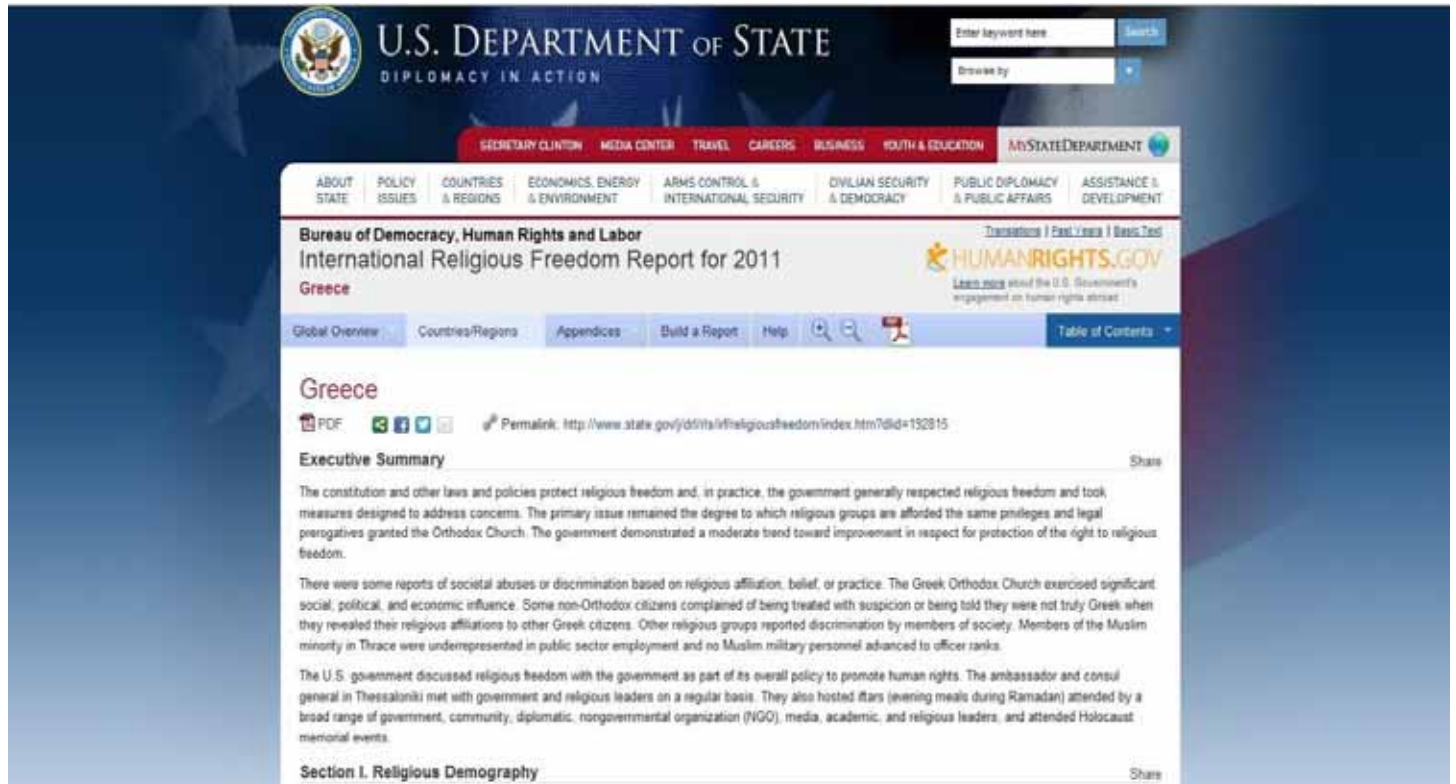 U.S. DEPARTMENT OF STATE
DIPLOMACY IN ACTION
Enter keyword here
Search
Browse by
SECRETARY CLINTON MEDIA CENTER TRAVEL CAREERS BUSINESS YOUTH & EDUCATION MYSTATEDEPARTMENT
ABOUT STATE POLICY ISSUES COUNTRIES & REGIONS ECONOMICS, ENERGY & ENVIRONMENT ARMS CONTROL & INTERNATIONAL SECURITY CIVILIAN SECURITY & DEMOCRACY PUBLIC DIPLOMACY & PUBLIC AFFAIRS ASSISTANCE & DEVELOPMENT
Translations | Past Years | Basic Text
Bureau of Democracy, Human Rights and Labor
International Religious Freedom Report for 2011
Greece
HUMANRIGHTS.GOV
Learn more about the U.S. Government's
engagement on human rights abroad
Global Overview Countries/Regions Appendices Build a Report Help PDF Table of Contents
Greece
PDF Permalink: http://www.state.gov/j/drl/rls/irf/religiousfreedom/index.htm?dlid=192815
Executive Summary Share
The constitution and other laws and policies protect religious freedom and, in practice, the government generally respected religious freedom and took
measures designed to address concerns. The primary issue remained the degree to which religious groups are afforded the same privileges and legal
prerogatives granted the Orthodox Church. The government demonstrated a moderate trend toward improvement in respect for protection of the right to religious
freedom.
There were some reports of societal abuses or discrimination based on religious affiliation, belief, or practice. The Greek Orthodox Church exercised significant
social, political, and economic influence. Some non-Orthodox citizens complained of being treated with suspicion or being told they were not truly Greek when
they revealed their religious affiliations to other Greek citizens. Other religious groups reported discrimination by members of society. Members of the Muslim
minority in Thrace were underrepresented in public sector employment and no Muslim military personnel advanced to officer ranks.
The U.S. government discussed religious freedom with the government as part of its overall policy to promote human rights. The ambassador and consul
general in Thessaloniki met with government and religious leaders on a regular basis. They also hosted iftars (evening meals during Ramadan) attended by a
broad range of government, community, diplomatic, nongovernmental organization (NGO), media, academic, and religious leaders, and attended Holocaust
memorial events.
Section I. Religious Demography Share